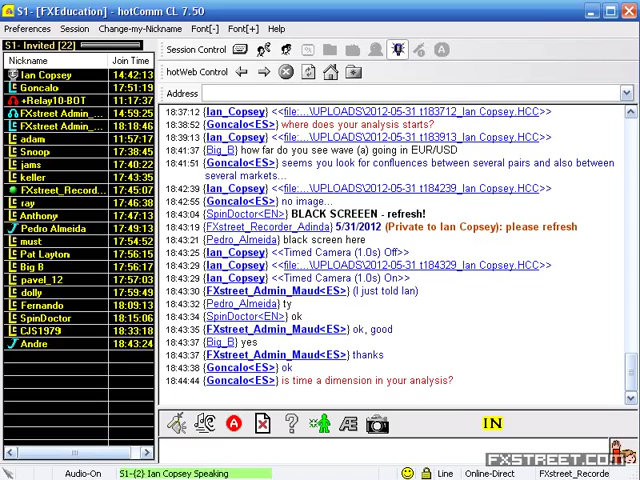 S1- [FXEducation] - hotComm CL 7.50
Preferences Session Change-my-Nickname Font[-] Font[+] Help
S1- Invited [22]
Nickname Join Time
Ian Copsey 14:42:13
Goncalo 17:51:19
+Relay10-BOT 11:17:37
FXstreet Admin_... 14:59:25
FXstreet Admin_... 18:18:46
adam 11:57:17
Snoop 17:38:45
jams 17:40:22
keller 17:43:35
FXstreet_Recorde... 17:45:07
ray 17:46:38
Anthony 17:47:13
Pedro Almeida 17:49:13
must 17:54:52
Pat Layton 17:56:15
Big B 17:56:17
pavel_12 17:57:03
dolly 17:59:49
Fernando 18:09:13
SpinDoctor 18:15:06
CJS1979 18:33:18
Andre 18:43:24
Session Control
hotWeb Control
Address
18:37:12 {Ian_Copsey} <<file:...\UPLOADS\2012-05-31 t183712_Ian Copsey.HCC>>
18:38:52 {Goncalo<ES>} where does your analysis starts?
18:39:13 {Ian_Copsey} <<file:...\UPLOADS\2012-05-31 t183913_Ian Copsey.HCC>>
18:41:37 {Big_B} how far do you see wave (a) going in EUR/USD
18:41:51 {Goncalo<ES>} seems you look for confluences between several pairs and also between
several markets...
18:42:39 {Ian_Copsey} <<file:...\UPLOADS\2012-05-31 t184239_Ian Copsey.HCC>>
18:42:55 {Goncalo<ES>} no image...
18:43:04 {SpinDoctor<EN>} BLACK SCREEEN - refresh!
18:43:19 {FXstreet_Recorder_Adinda} 5/31/2012 (Private to Ian Copsey): please refresh
18:43:21 {Pedro_Almeida} black screen here
18:43:25 {Ian_Copsey} <<Timed Camera (1.0s) Off>>
18:43:29 {Ian_Copsey} <<file:...\UPLOADS\2012-05-31 t184329_Ian Copsey.HCC>>
18:43:29 {Ian_Copsey} <<Timed Camera (1.0s) On>>
18:43:30 {FXstreet_Admin_Maud<ES>} (I just told Ian)
18:43:32 {Pedro_Almeida} ty
18:43:34 {SpinDoctor<EN>} ok
18:43:35 {FXstreet_Admin_Maud<ES>} ok, good
18:43:37 {Big_B} yes
18:43:37 {FXstreet_Admin_Maud<ES>} thanks
18:43:37 {Goncalo<ES>} ok
18:44:44 {Goncalo<ES>} is time a dimension in your analysis?
IN
FXSTREET.COM
Audio-On S1-{2} Ian Copsey Speaking Line Online-Direct FXstreet_Recorde